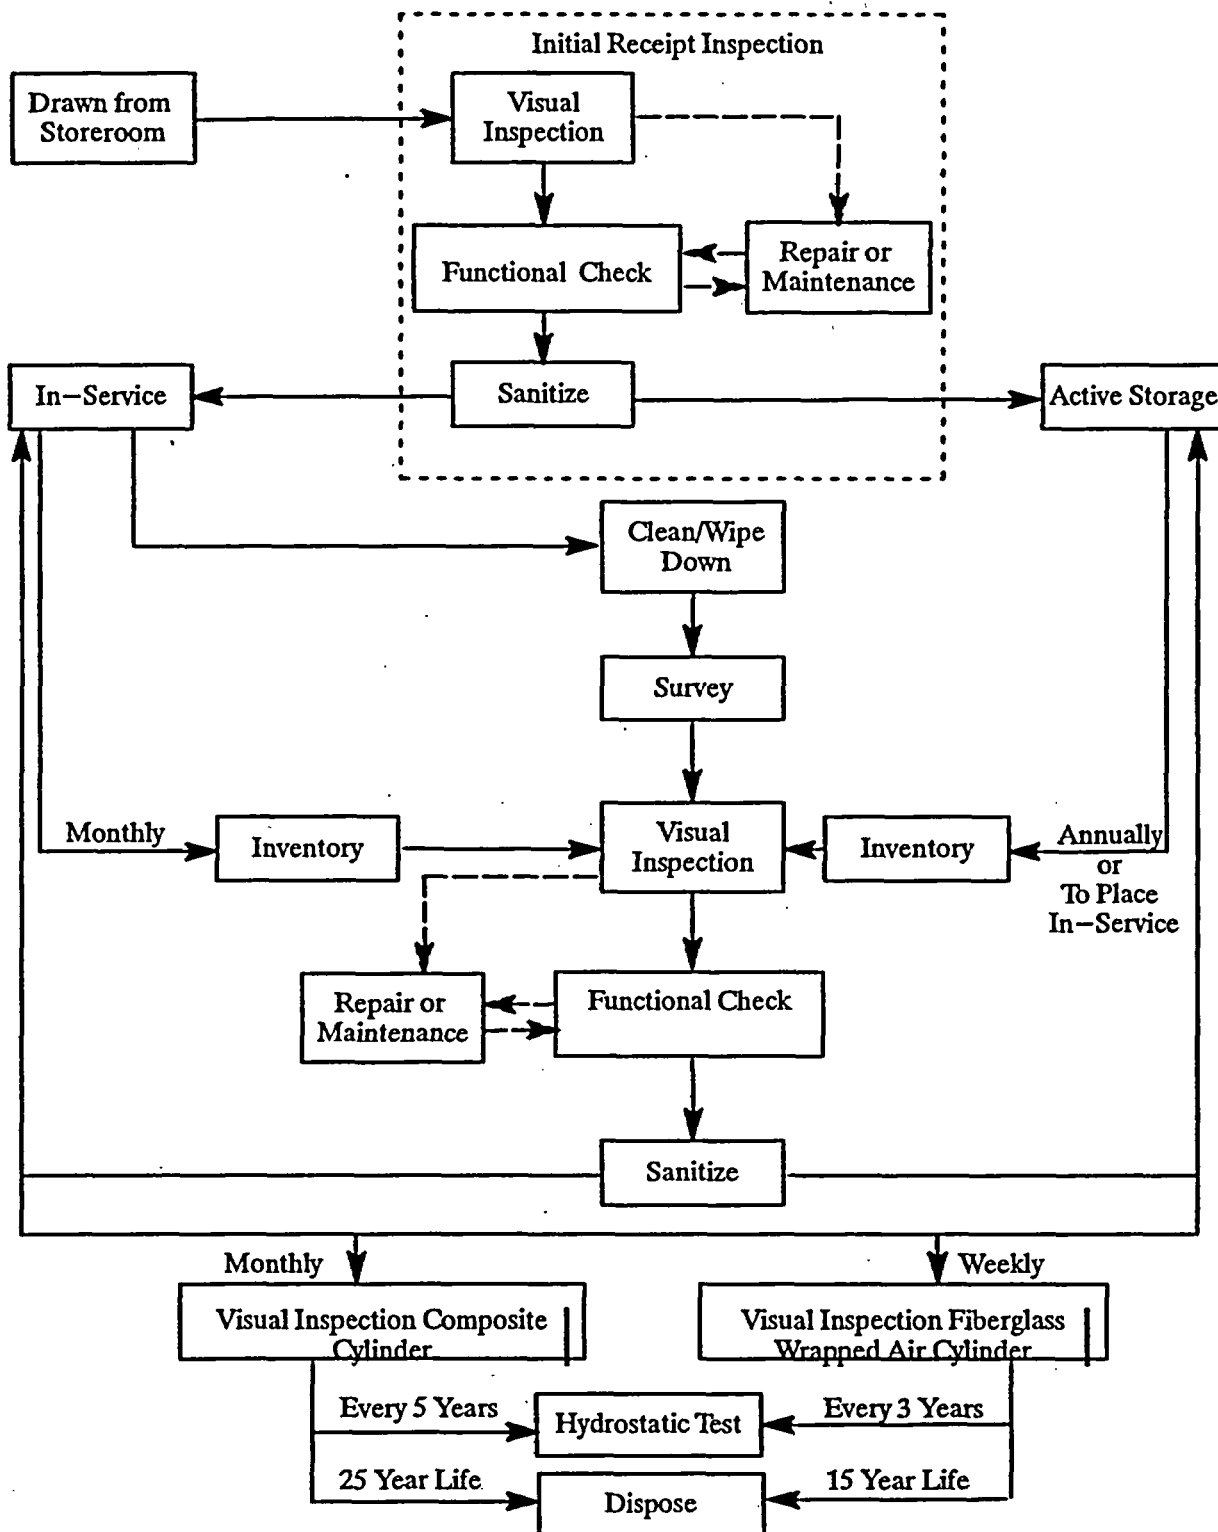 Initial Receipt Inspection
Drawn from
Storeroom
Visual
Inspection
Functional Check
Repair or
Maintenance
In-Service
Sanitize
Active Storage
Clean/Wipe
Down
Survey
Monthly
Inventory
Visual
Inspection
Inventory
Annually
or
To Place
In-Service
Repair or
Maintenance
Functional Check
Sanitize
Monthly
Weekly
Visual Inspection Composite
Cylinder
Visual Inspection Fiberglass
Wrapped Air Cylinder
Every 5 Years
Hydrostatic Test
Every 3 Years
25 Year Life
Dispose
15 Year Life